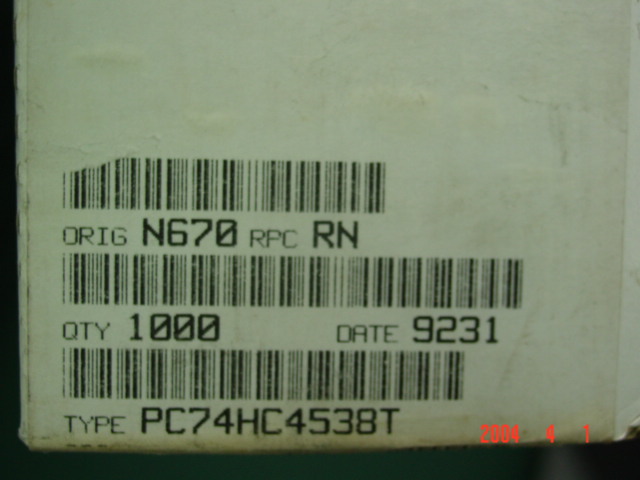 ORIG N670 RPC RN
QTY 1000 DATE 9231
TYPE PC74HC4538T
2004 4 1